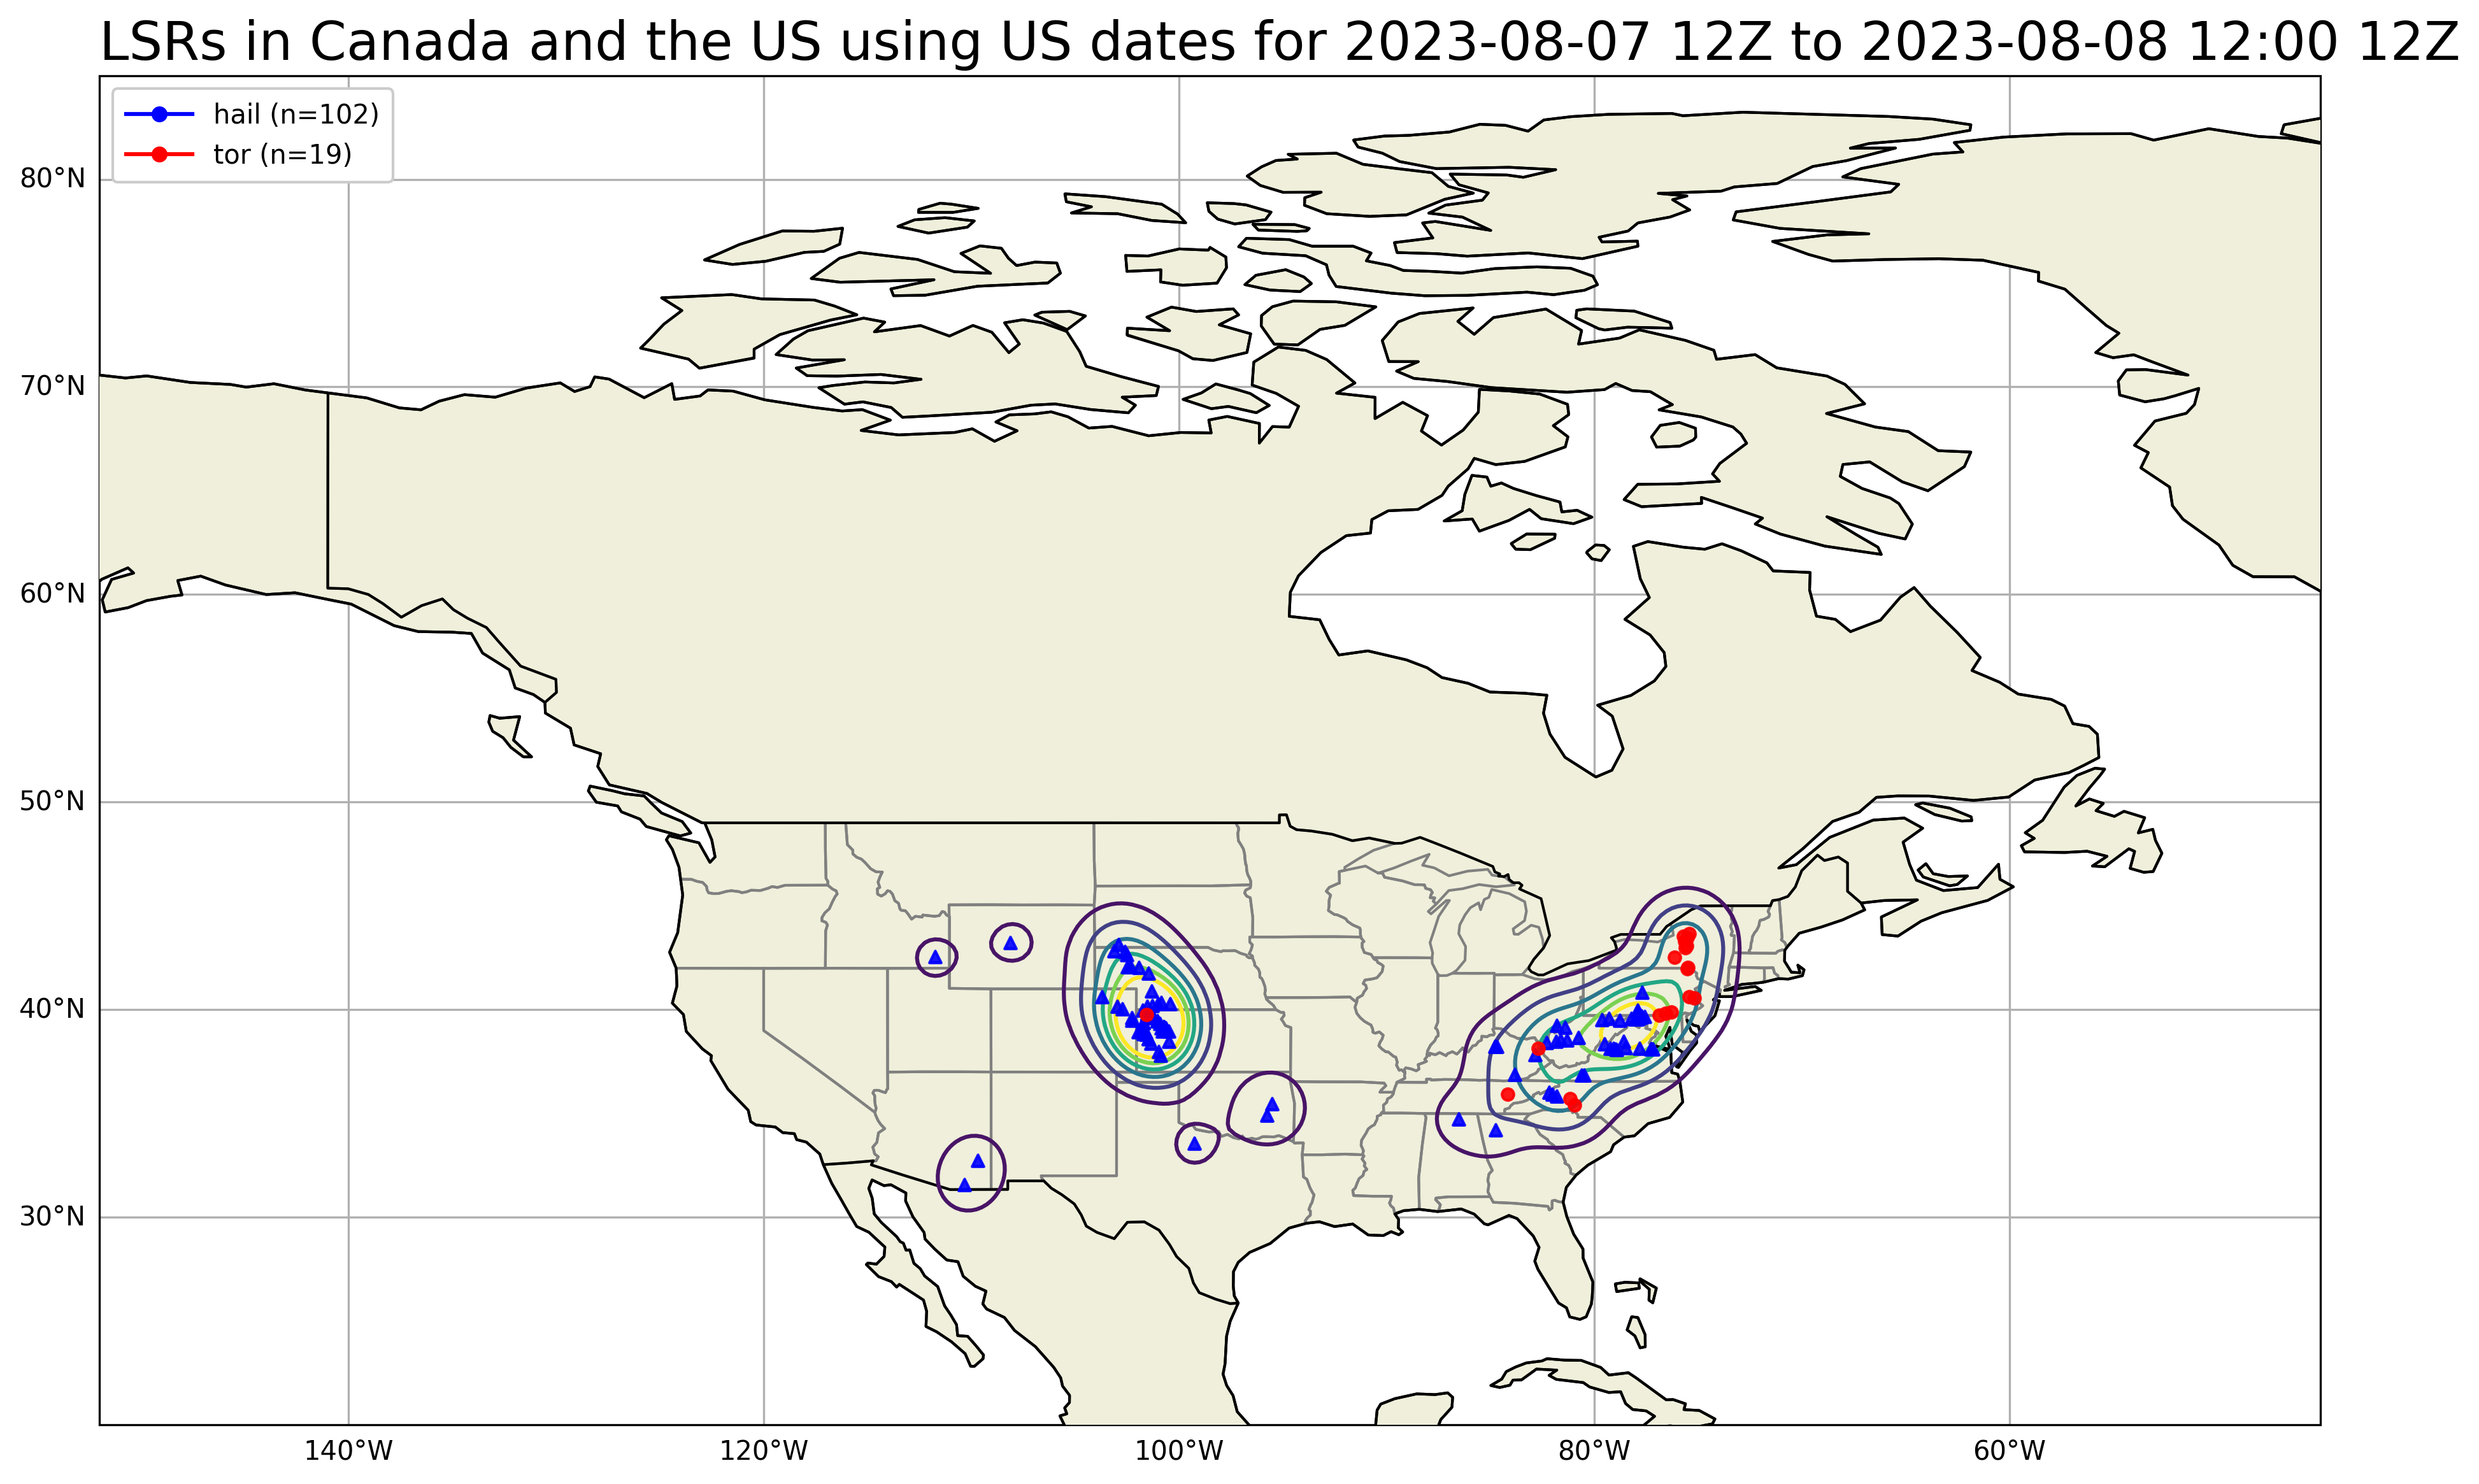 LSRs in Canada and the US using US dates for 2023-08-07 12Z to 2023-08-08 12:00 12Z
hail (n=102)
tor (n=19)
80°N
70°N
60°N
50°N
40°N
30°N
140°W 120°W 100°W 80°W 60°W